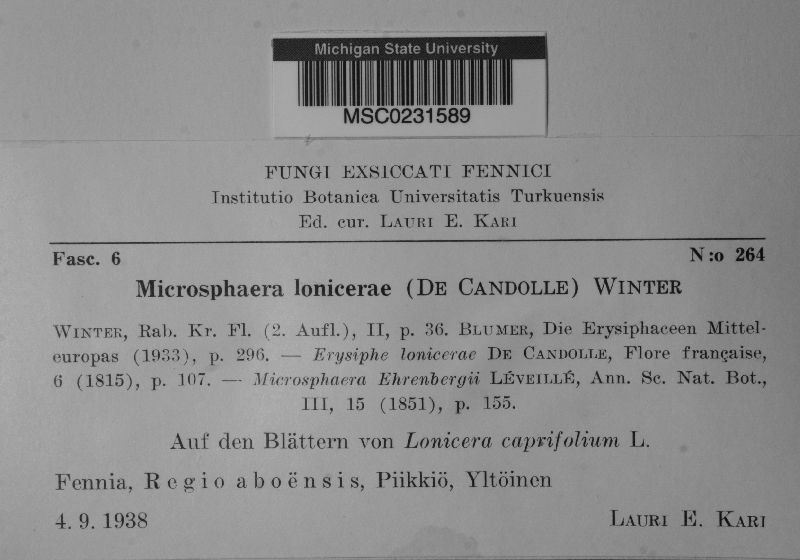 Michigan State University
MSC0231589
FUNGI EXSICCATI FENNICI
Institutio Botanica Universitatis Turkuensis
Ed. cur. LAURI E. KARI
Fasc. 6 N:o 264
Microsphaera lonicerae (DE CANDOLLE) WINTER
WINTER, Rab. Kr. Fl. (2. Aufl.), II, p. 36. BLUMER, Die Erysiphaceen Mittel-
europas (1933), p. 296. — Erysiphe lonicerae DE CANDOLLE, Flore française,
6 (1815), p. 107. — Microsphaera Ehrenbergii LÉVEILLÉ, Ann. Sc. Nat. Bot.,
III, 15 (1851), p. 155.
Auf den Blättern von Lonicera caprifolium L.
Fennia, Regio aboënsis, Piikkiö, Yltöinen
4. 9. 1938 LAURI E. KARI